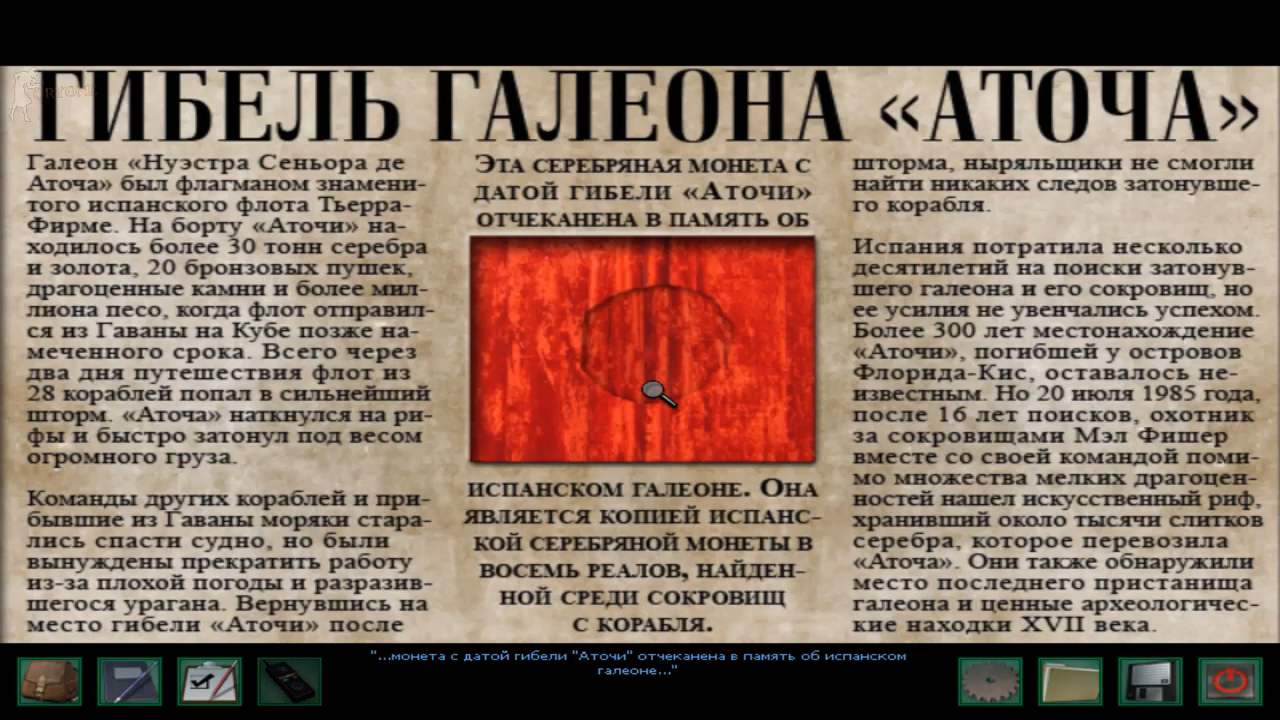 ГИБЕЛЬ ГАЛЕОНА «АТОЧА»
Галеон «Нуэстра Сеньора де
Аточа» был флагманом знамени-
того испанского флота Тьерра-
Фирме. На борту «Аточи» на-
ходилось более 30 тонн серебра
и золота, 20 бронзовых пушек,
драгоценные камни и более мил-
лиона песо, когда флот отправил-
ся из Гаваны на Кубе позже на-
меченного срока. Всего через
два дня путешествия флот из
28 кораблей попал в сильнейший
шторм. «Аточа» наткнулся на ри-
фы и быстро затонул под весом
огромного груза.
Команды других кораблей и при-
бывшие из Гаваны моряки стара-
лись спасти судно, но были
вынуждены прекратить работу
из-за плохой погоды и разразив-
шегося урагана. Вернувшись на
место гибели «Аточи» после
Эта серебряная монета с
датой гибели «Аточи»
отчеканена в память об
испанском галеоне. Она
является копией испанс-
кой серебряной монеты в
восемь реалов, найден-
ной среди сокровищ
с корабля.
шторма, ныряльщики не смогли
найти никаких следов затонувше-
го корабля.
Испания потратила несколько
десятилетий на поиски затонув-
шего галеона и его сокровищ, но
ее усилия не увенчались успехом.
Более 300 лет местонахождение
«Аточи», погибшей у островов
Флорида-Кис, оставалось не-
известным. Но 20 июля 1985 года,
после 16 лет поисков, охотник
за сокровищами Мэл Фишер
вместе со своей командой поми-
мо множества мелких драгоцен-
ностей нашел искусственный риф,
хранивший около тысячи слитков
серебра, которое перевозила
«Аточа». Они также обнаружили
место последнего пристанища
галеона и ценные археологичес-
кие находки XVII века.
"...монета с датой гибели "Аточи" отчеканена в память об испанском
галеоне..."